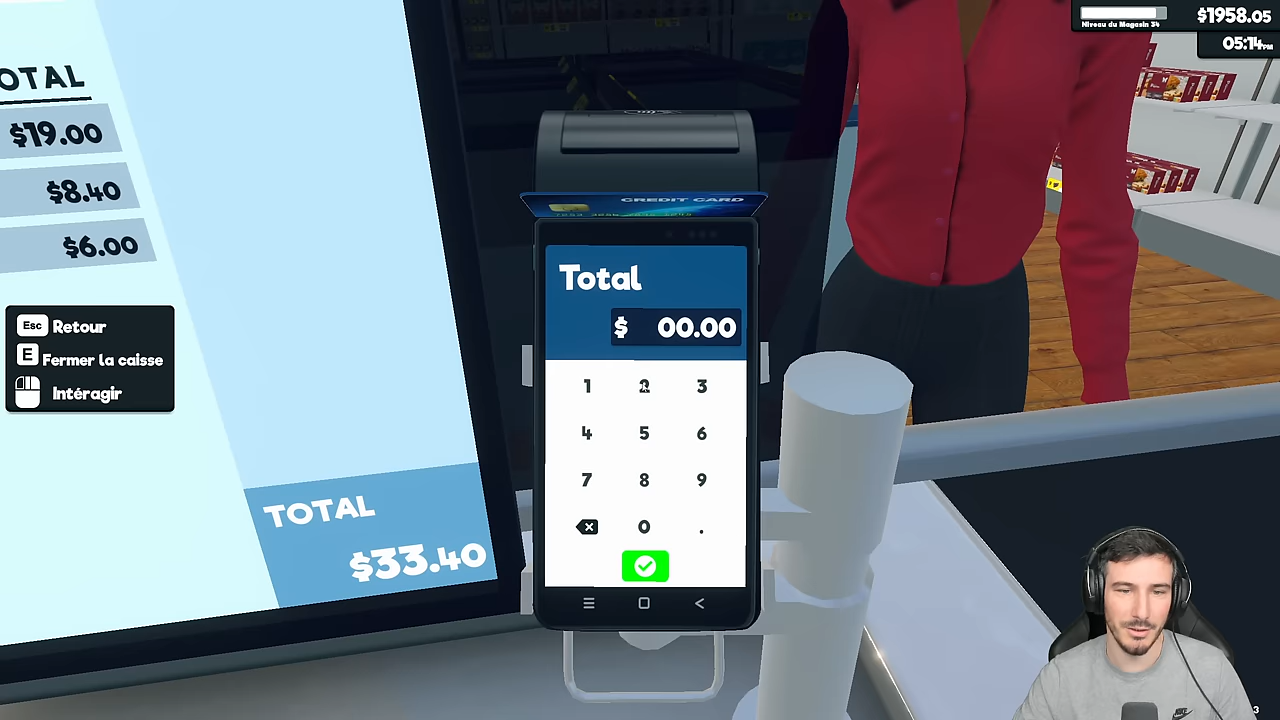 OTAL
$19.00
$8.40
$6.00
Esc Retour
E Fermer la caisse
Intéragir
TOTAL
$33.40
CREDIT CARD
Total
$ 00.00
1 2 3
4 5 6
7 8 9
0 .
$1958.05
Niveau du Magasin 34
05:14PM